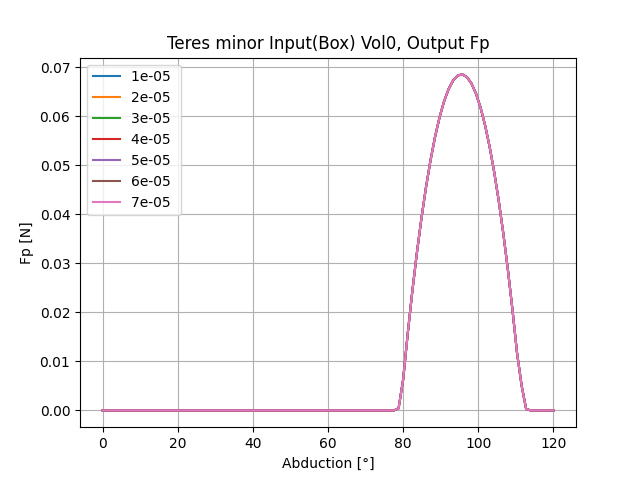 Teres minor Input(Box) Vol0, Output Fp
1e-05
2e-05
3e-05
4e-05
5e-05
6e-05
7e-05
Fp [N]
0.07
0.06
0.05
0.04
0.03
0.02
0.01
0.00
0 20 40 60 80 100 120
Abduction [°]